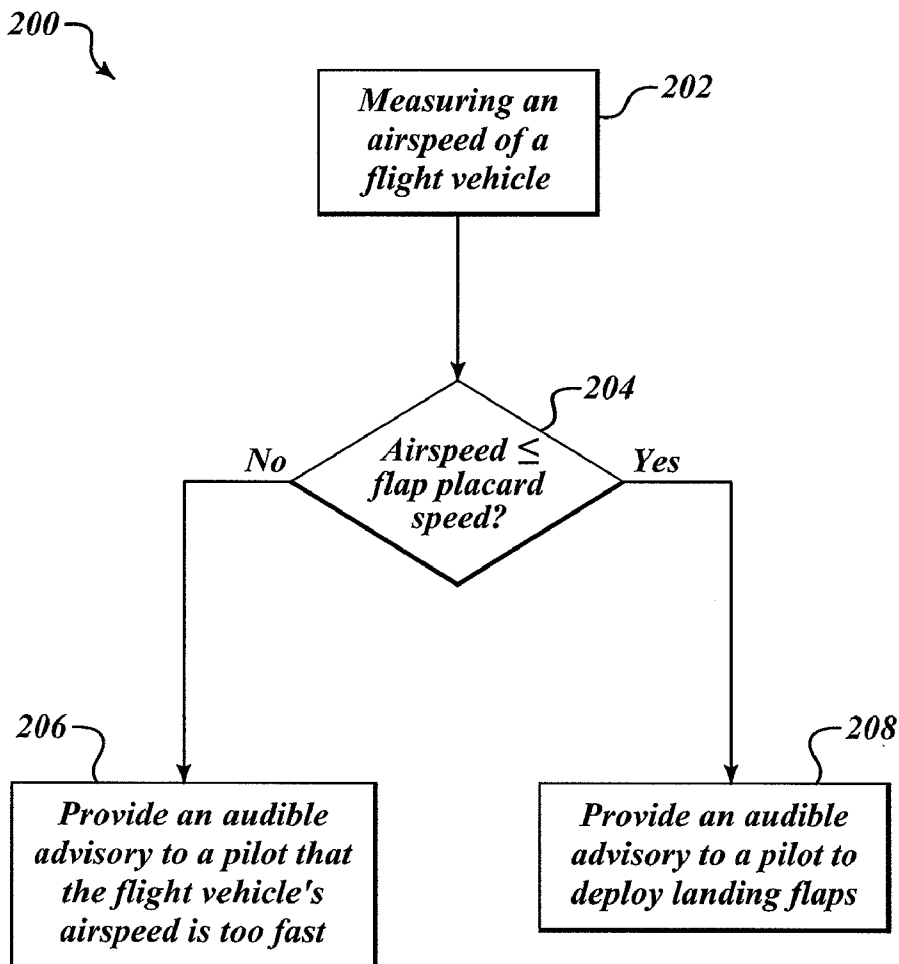 200
Measuring an
airspeed of a
flight vehicle
202
204
Airspeed ≤
flap placard
speed?
No
Yes
206
Provide an audible
advisory to a pilot that
the flight vehicle's
airspeed is too fast
208
Provide an audible
advisory to a pilot to
deploy landing flaps